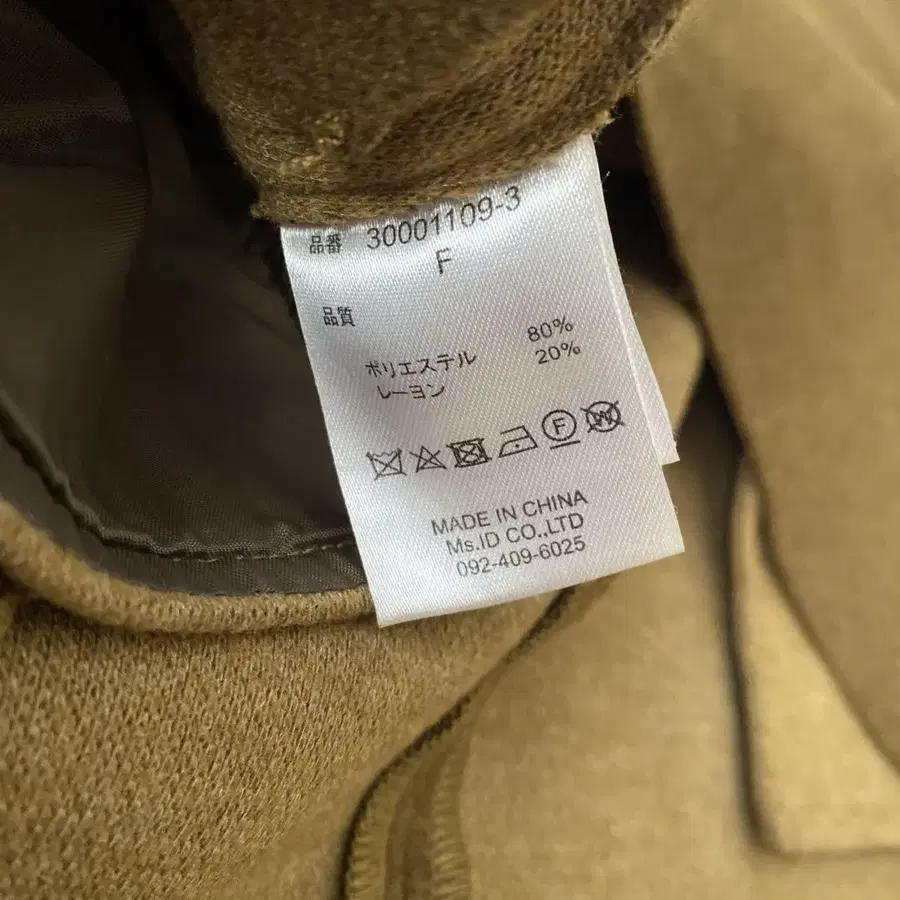 品番 30001109-3
F
品質
ポリエステル 80%
レーヨン 20%
F W
MADE IN CHINA
Ms.ID CO.,LTD
092-409-6025